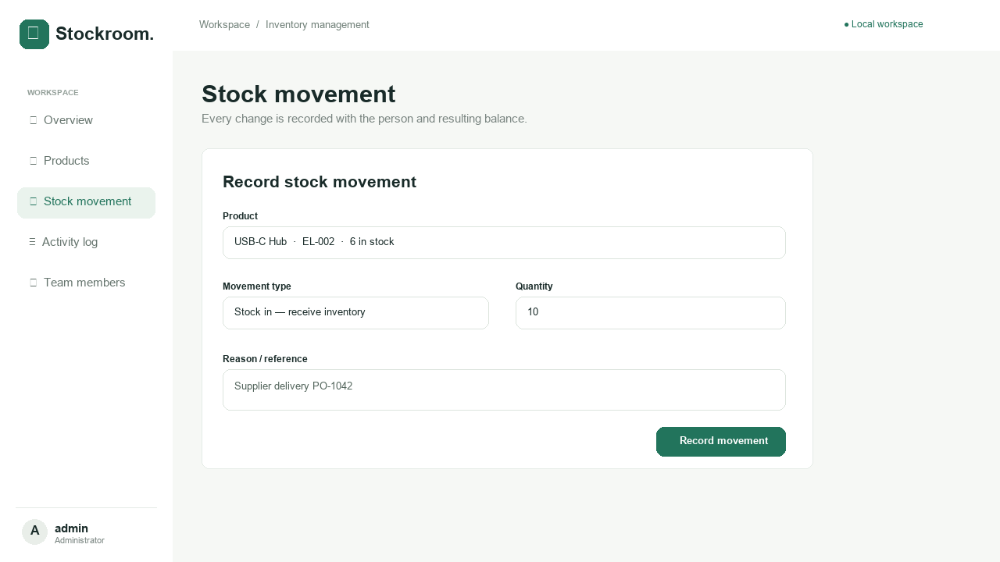 Stockroom.
WORKSPACE
Overview
Products
Stock movement
Activity log
Team members
A
admin
Administrator
Workspace / Inventory management
● Local workspace
Stock movement
Every change is recorded with the person and resulting balance.
Record stock movement
Product
USB-C Hub · EL-002 · 6 in stock
Movement type
Quantity
Stock in — receive inventory
10
Reason / reference
Supplier delivery PO-1042
Record movement